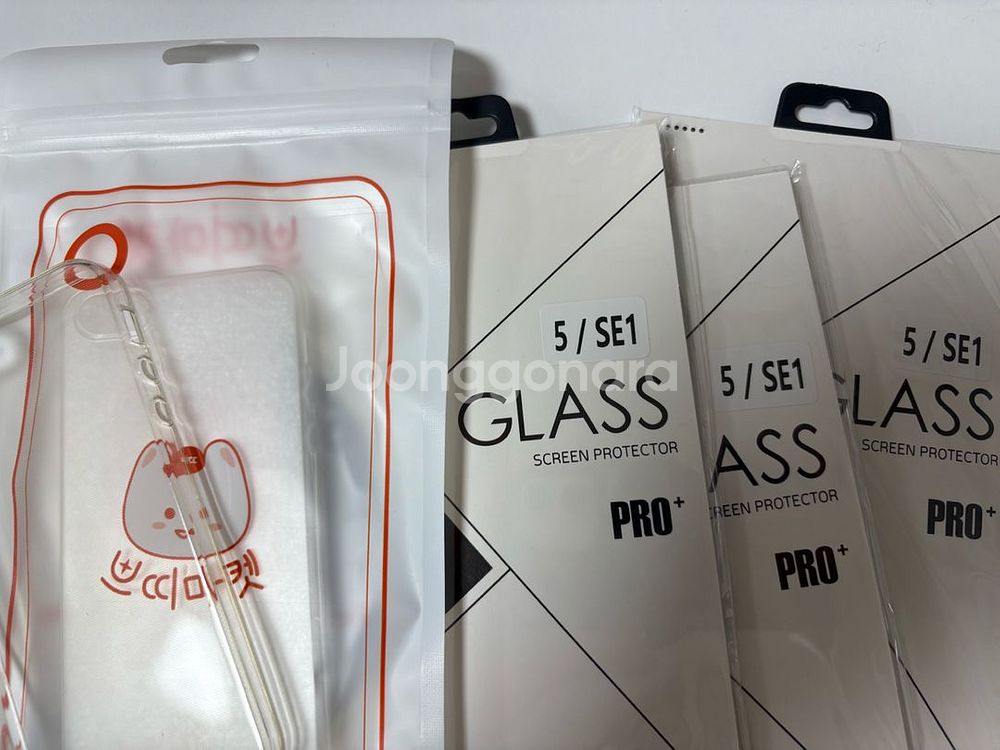 쁘띠마켓
Joonggonara
5 / SE1
GLASS
SCREEN PROTECTOR
PRO+
5 / SE1
ASS
REEN PROTECTOR
PRO+
5 / SE1
LASS
SCREEN PROTECTOR
PRO+